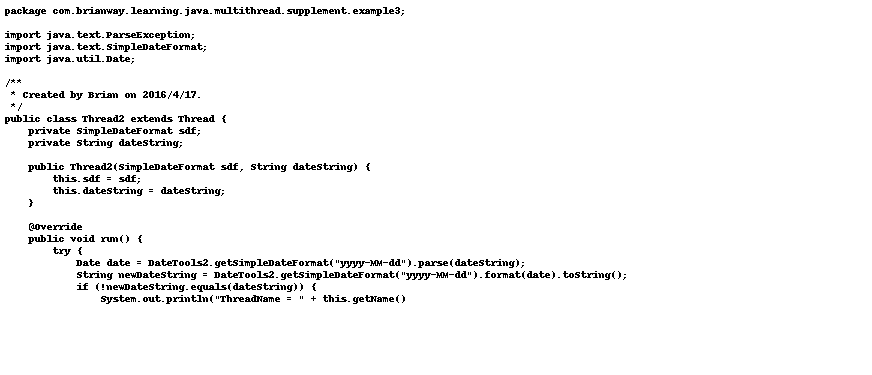 package com.brianway.learning.java.multithread.supplement.example3;

import java.text.ParseException;
import java.text.SimpleDateFormat;
import java.util.Date;

/**
 * Created by Brian on 2016/4/17.
 */
public class Thread2 extends Thread {
    private SimpleDateFormat sdf;
    private String dateString;

    public Thread2(SimpleDateFormat sdf, String dateString) {
        this.sdf = sdf;
        this.dateString = dateString;
    }

    @Override
    public void run() {
        try {
            Date date = DateTools2.getSimpleDateFormat("yyyy-MM-dd").parse(dateString);
            String newDateString = DateTools2.getSimpleDateFormat("yyyy-MM-dd").format(date).toString();
            if (!newDateString.equals(dateString)) {
                System.out.println("ThreadName = " + this.getName()